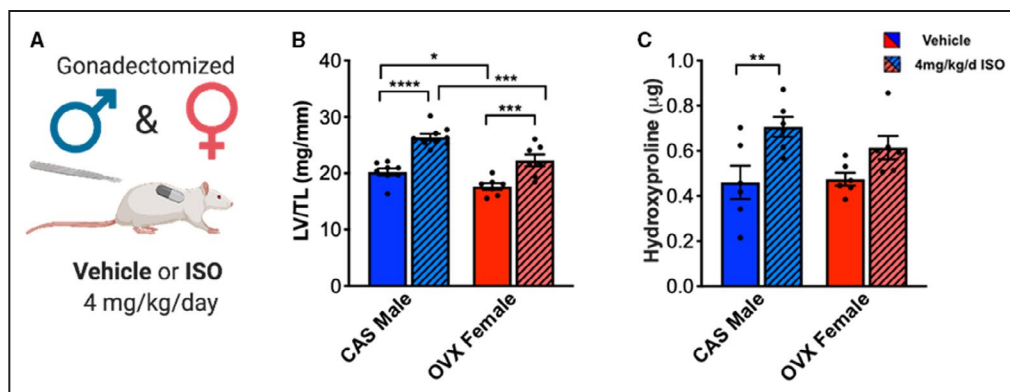 A
Gonadectomized
&
Vehicle or ISO
4 mg/kg/day
B
LV/TL (mg/mm)
40
30
20
10
0
*
****
***
***
CAS Male
OVX Female
C
Hydroxyproline (µg)
1.0
0.8
0.6
0.4
0.2
0.0
**
CAS Male
OVX Female
Vehicle
4mg/kg/d ISO